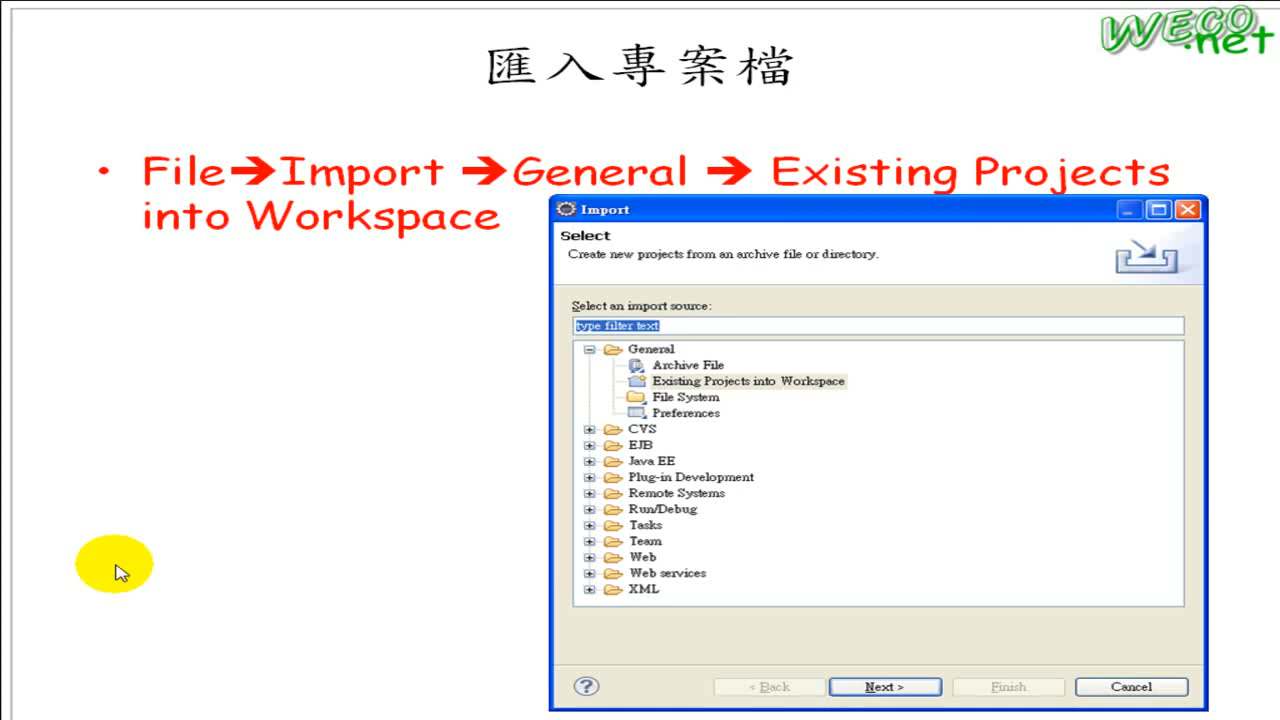 WECO
.net
匯入專案檔
• File➔Import ➔General ➔ Existing Projects
into Workspace
Import
Select
Create new projects from an archive file or directory.
Select an import source:
type filter text
General
Archive File
Existing Projects into Workspace
File System
Preferences
CVS
EJB
Java EE
Plug-in Development
Remote Systems
Run/Debug
Tasks
Team
Web
Web services
XML
? < Back Next > Finish Cancel